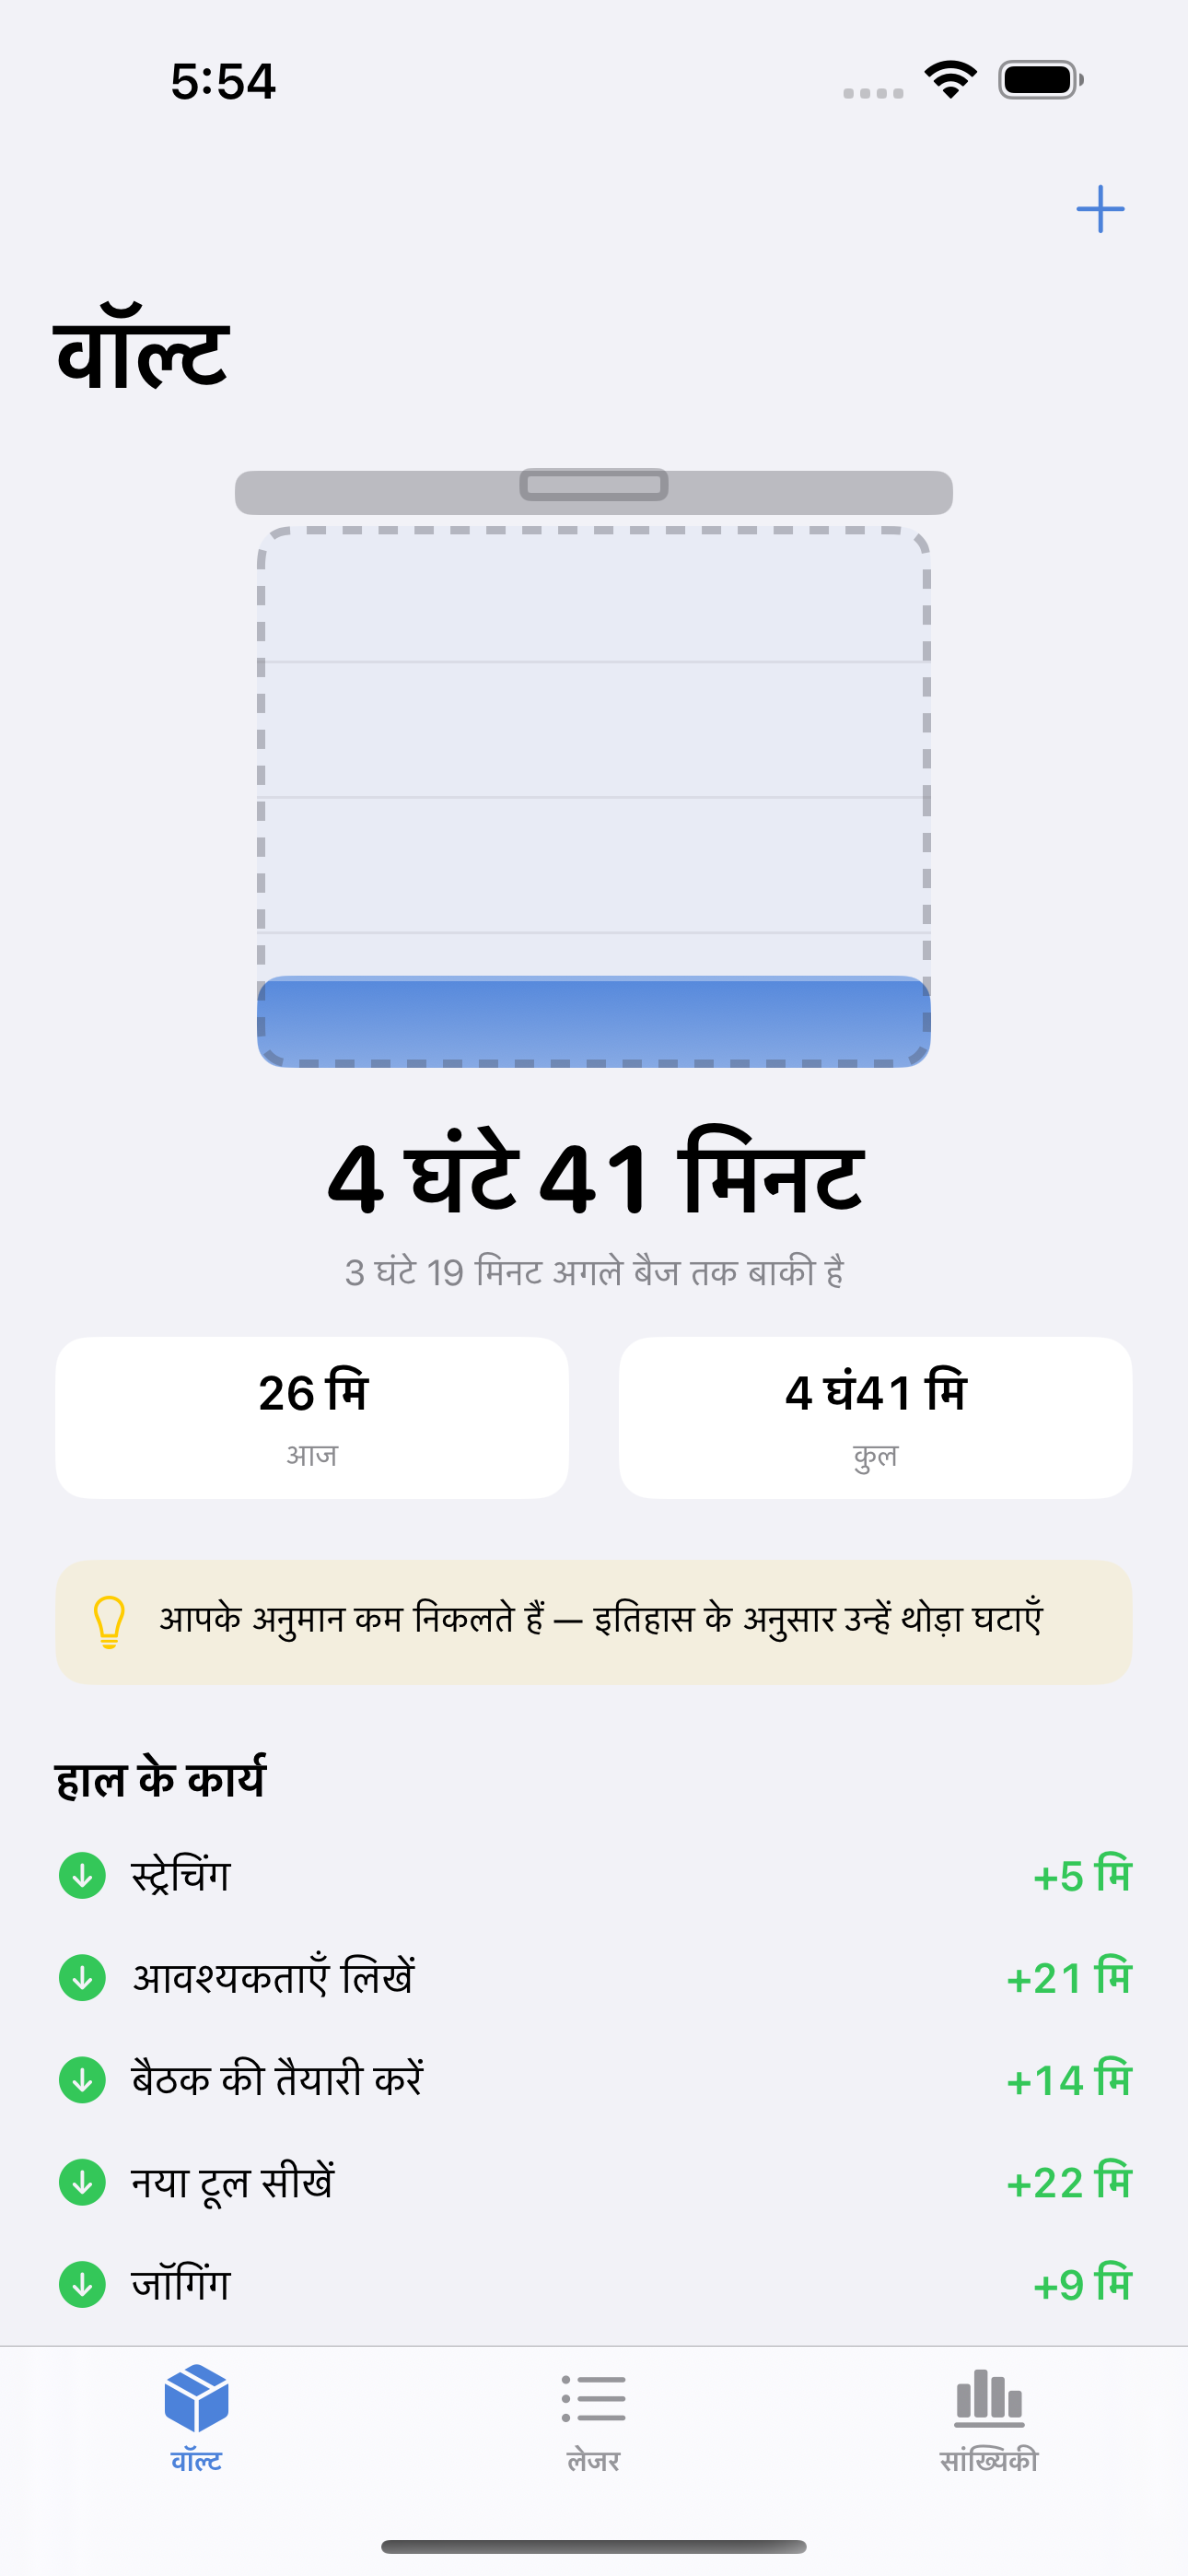 5:54
वॉल्ट
4 घंटे 41 मिनट
3 घंटे 19 मिनट अगले बैज तक बाकी है
26 मि
आज
4 घं41 मि
कुल
आपके अनुमान कम निकलते हैं — इतिहास के अनुसार उन्हें थोड़ा घटाएँ
हाल के कार्य
स्ट्रेचिंग +5 मि
आवश्यकताएँ लिखें +21 मि
बैठक की तैयारी करें +14 मि
नया टूल सीखें +22 मि
जॉगिंग +9 मि
वॉल्ट लेजर सांख्यिकी